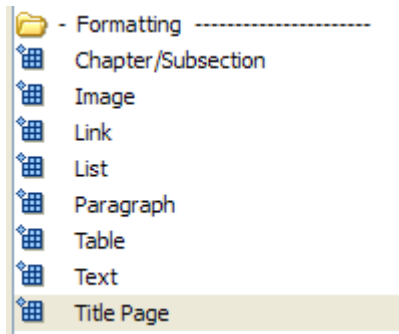 - Formatting ----------------------
Chapter/Subsection
Image
Link
List
Paragraph
Table
Text
Title Page